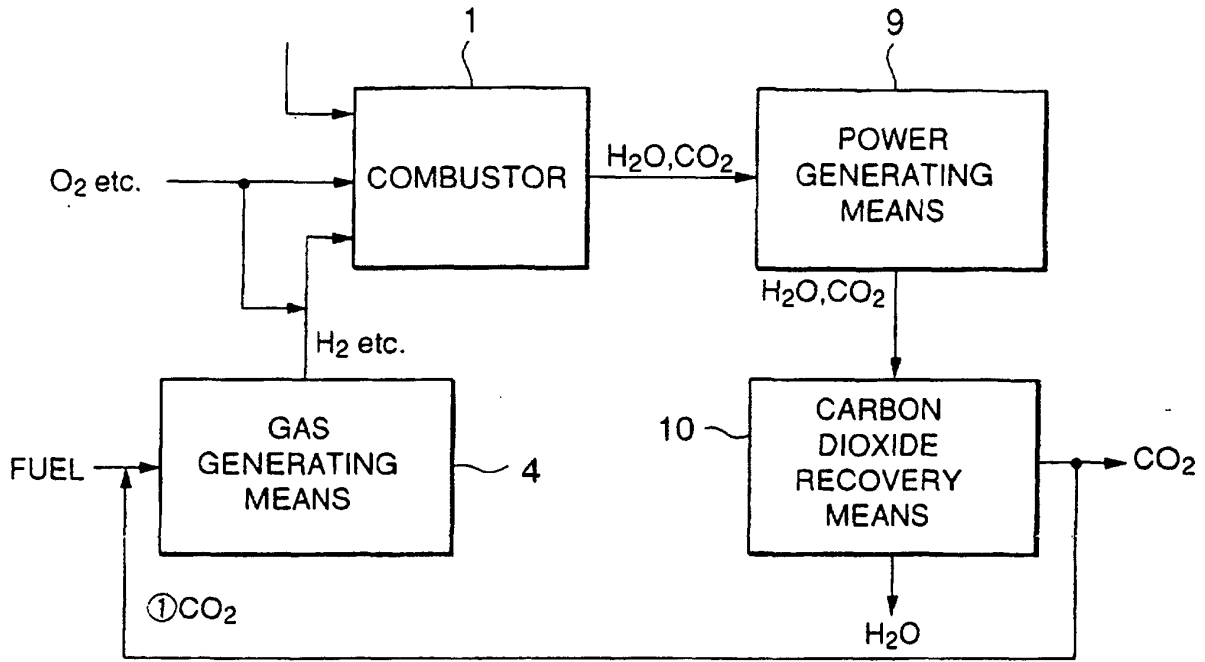 1
9
COMBUSTOR
O₂ etc.
H₂O,CO₂
POWER
GENERATING
MEANS
H₂O,CO₂
H₂ etc.
GAS
GENERATING
MEANS
FUEL
4
10
CARBON
DIOXIDE
RECOVERY
MEANS
CO₂
①CO₂
H₂O